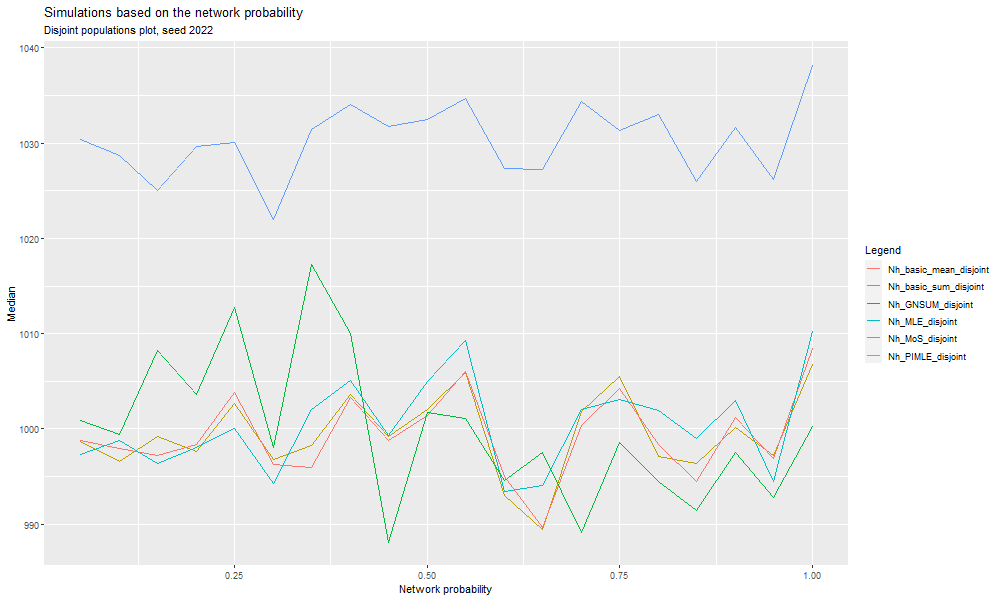 Simulations based on the network probability
Disjoint populations plot, seed 2022
1040
1030
1020
1010
1000
990
Median
0.25
0.50
0.75
1.00
Network probability
Legend
Nh_basic_mean_disjoint
Nh_basic_sum_disjoint
Nh_GNSUM_disjoint
Nh_MLE_disjoint
Nh_MoS_disjoint
Nh_PIMLE_disjoint